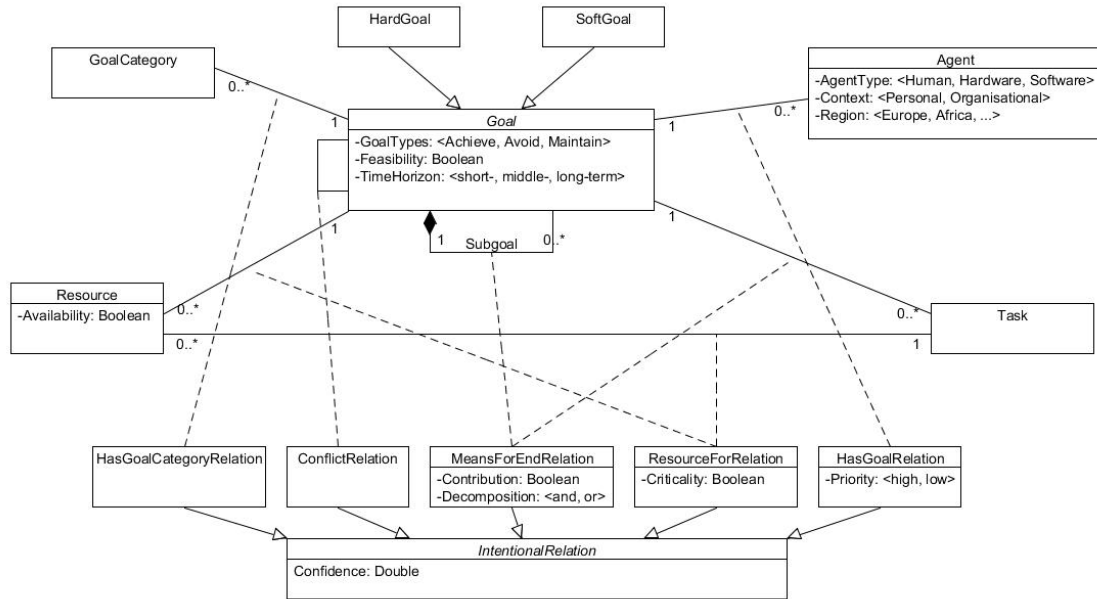 HardGoal
SoftGoal
GoalCategory
Agent
-AgentType: <Human, Hardware, Software>
-Context: <Personal, Organisational>
-Region: <Europe, Africa, ...>
0..*
0..*
1
Goal
1
-GoalTypes: <Achieve, Avoid, Maintain>
-Feasibility: Boolean
-TimeHorizon: <short-, middle-, long-term>
1
1
1
Subgoal
0..*
Resource
-Availability: Boolean
0..*
0..*
Task
0..*
1
HasGoalCategoryRelation
ConflictRelation
MeansForEndRelation
-Contribution: Boolean
-Decomposition: <and, or>
ResourceForRelation
-Criticality: Boolean
HasGoalRelation
-Priority: <high, low>
IntentionalRelation
Confidence: Double